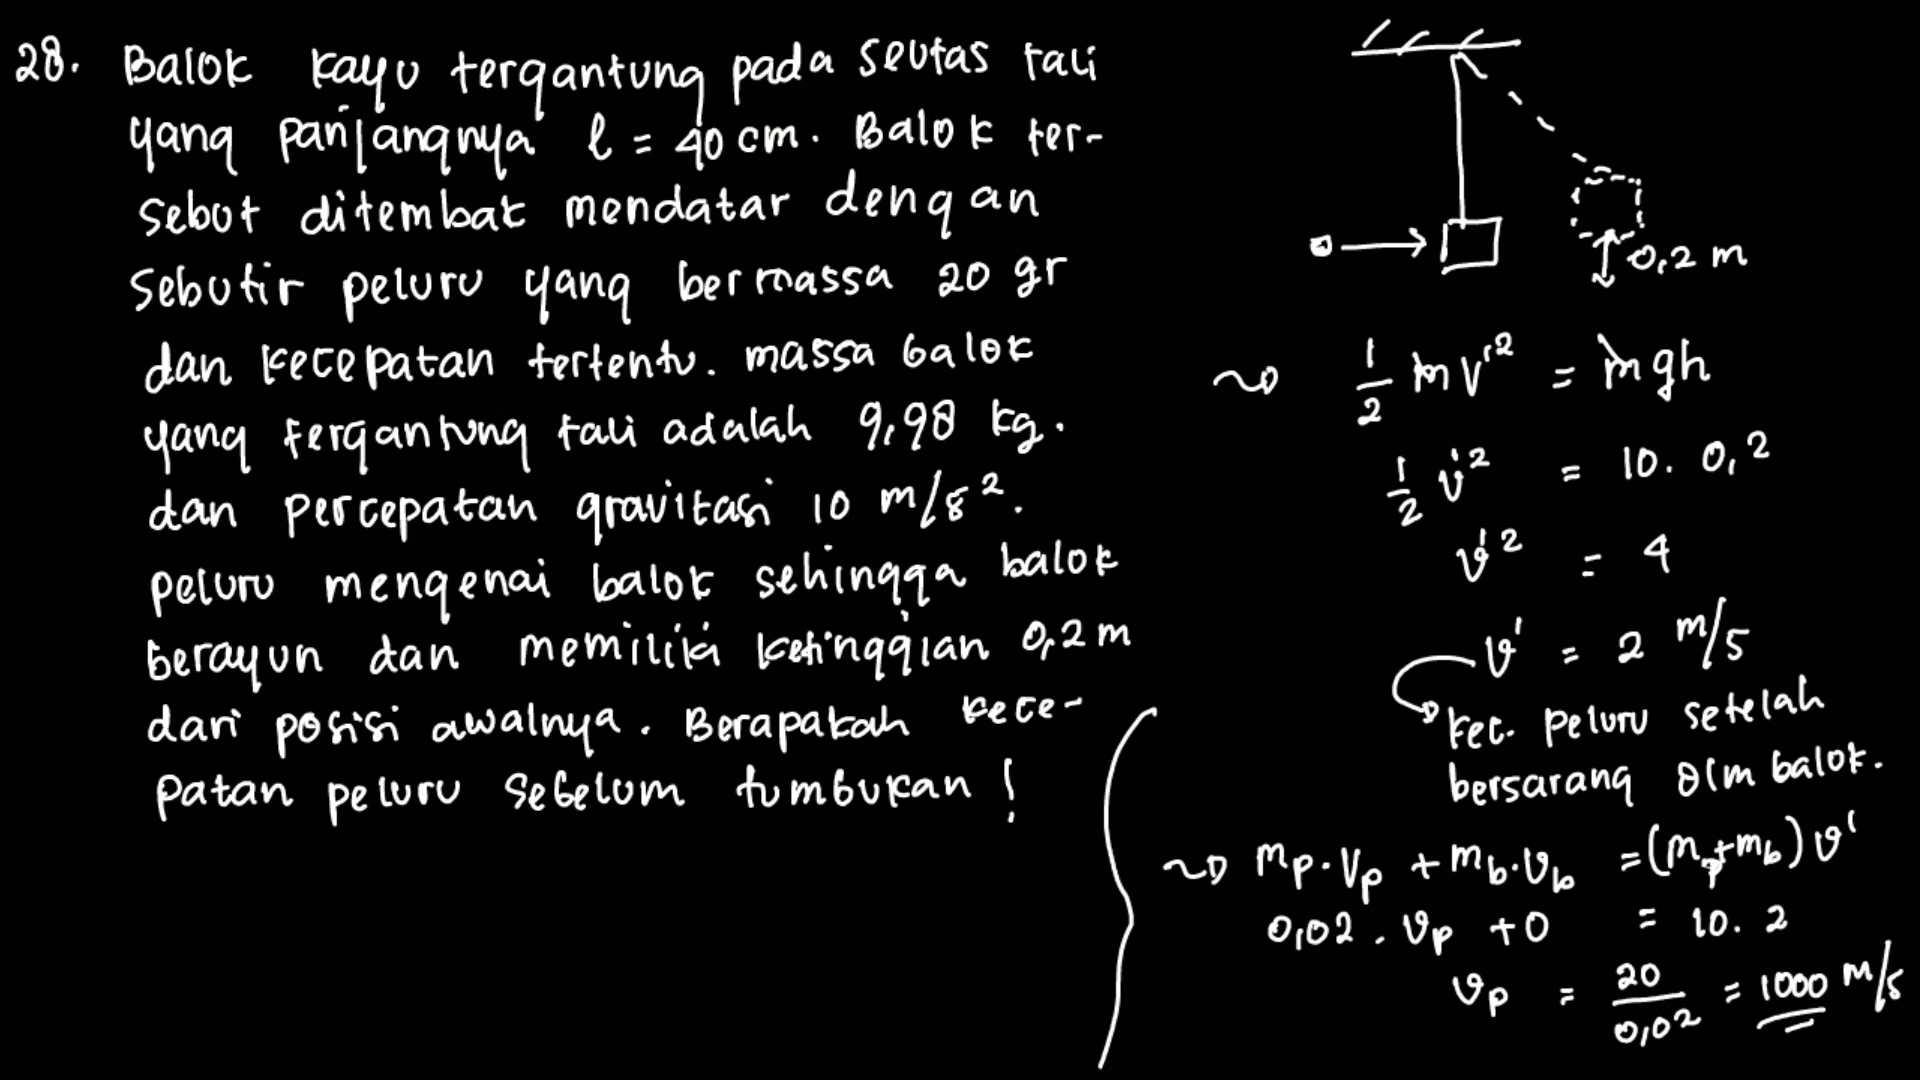 28. Balok kayu tergantung pada seutas tali
yang panjangnya l = 40 cm. Balok ter-
sebut ditembak mendatar dengan
sebutir peluru yang bermassa 20 gr
dan kecepatan tertentu. massa balok
yang tergantung tali adalah 9,98 kg.
dan percepatan gravitasi 10 m/s².
peluru mengenai balok sehingga balok
berayun dan memiliki ketinggian 0,2 m
dari posisi awalnya. Berapakah kece-
patan peluru sebelum tumbukan !
0,2 m
1/2 m v'² = m g h
1/2 v'² = 10. 0,2
v'² = 4
v' = 2 m/s
kec. peluru setelah
bersarang dlm balok.
mp.vp + mb.vb = (mp+mb) v'
0,02 . vp + 0 = 10. 2
vp = 20/0,02 = 1000 m/s